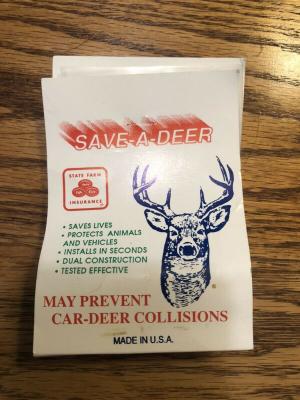 SAVE-A-DEER
STATE FARM
INSURANCE
• SAVES LIVES
• PROTECTS ANIMALS
AND VEHICLES
• INSTALLS IN SECONDS
• DUAL CONSTRUCTION
• TESTED EFFECTIVE
MAY PREVENT
CAR-DEER COLLISIONS
MADE IN U.S.A.